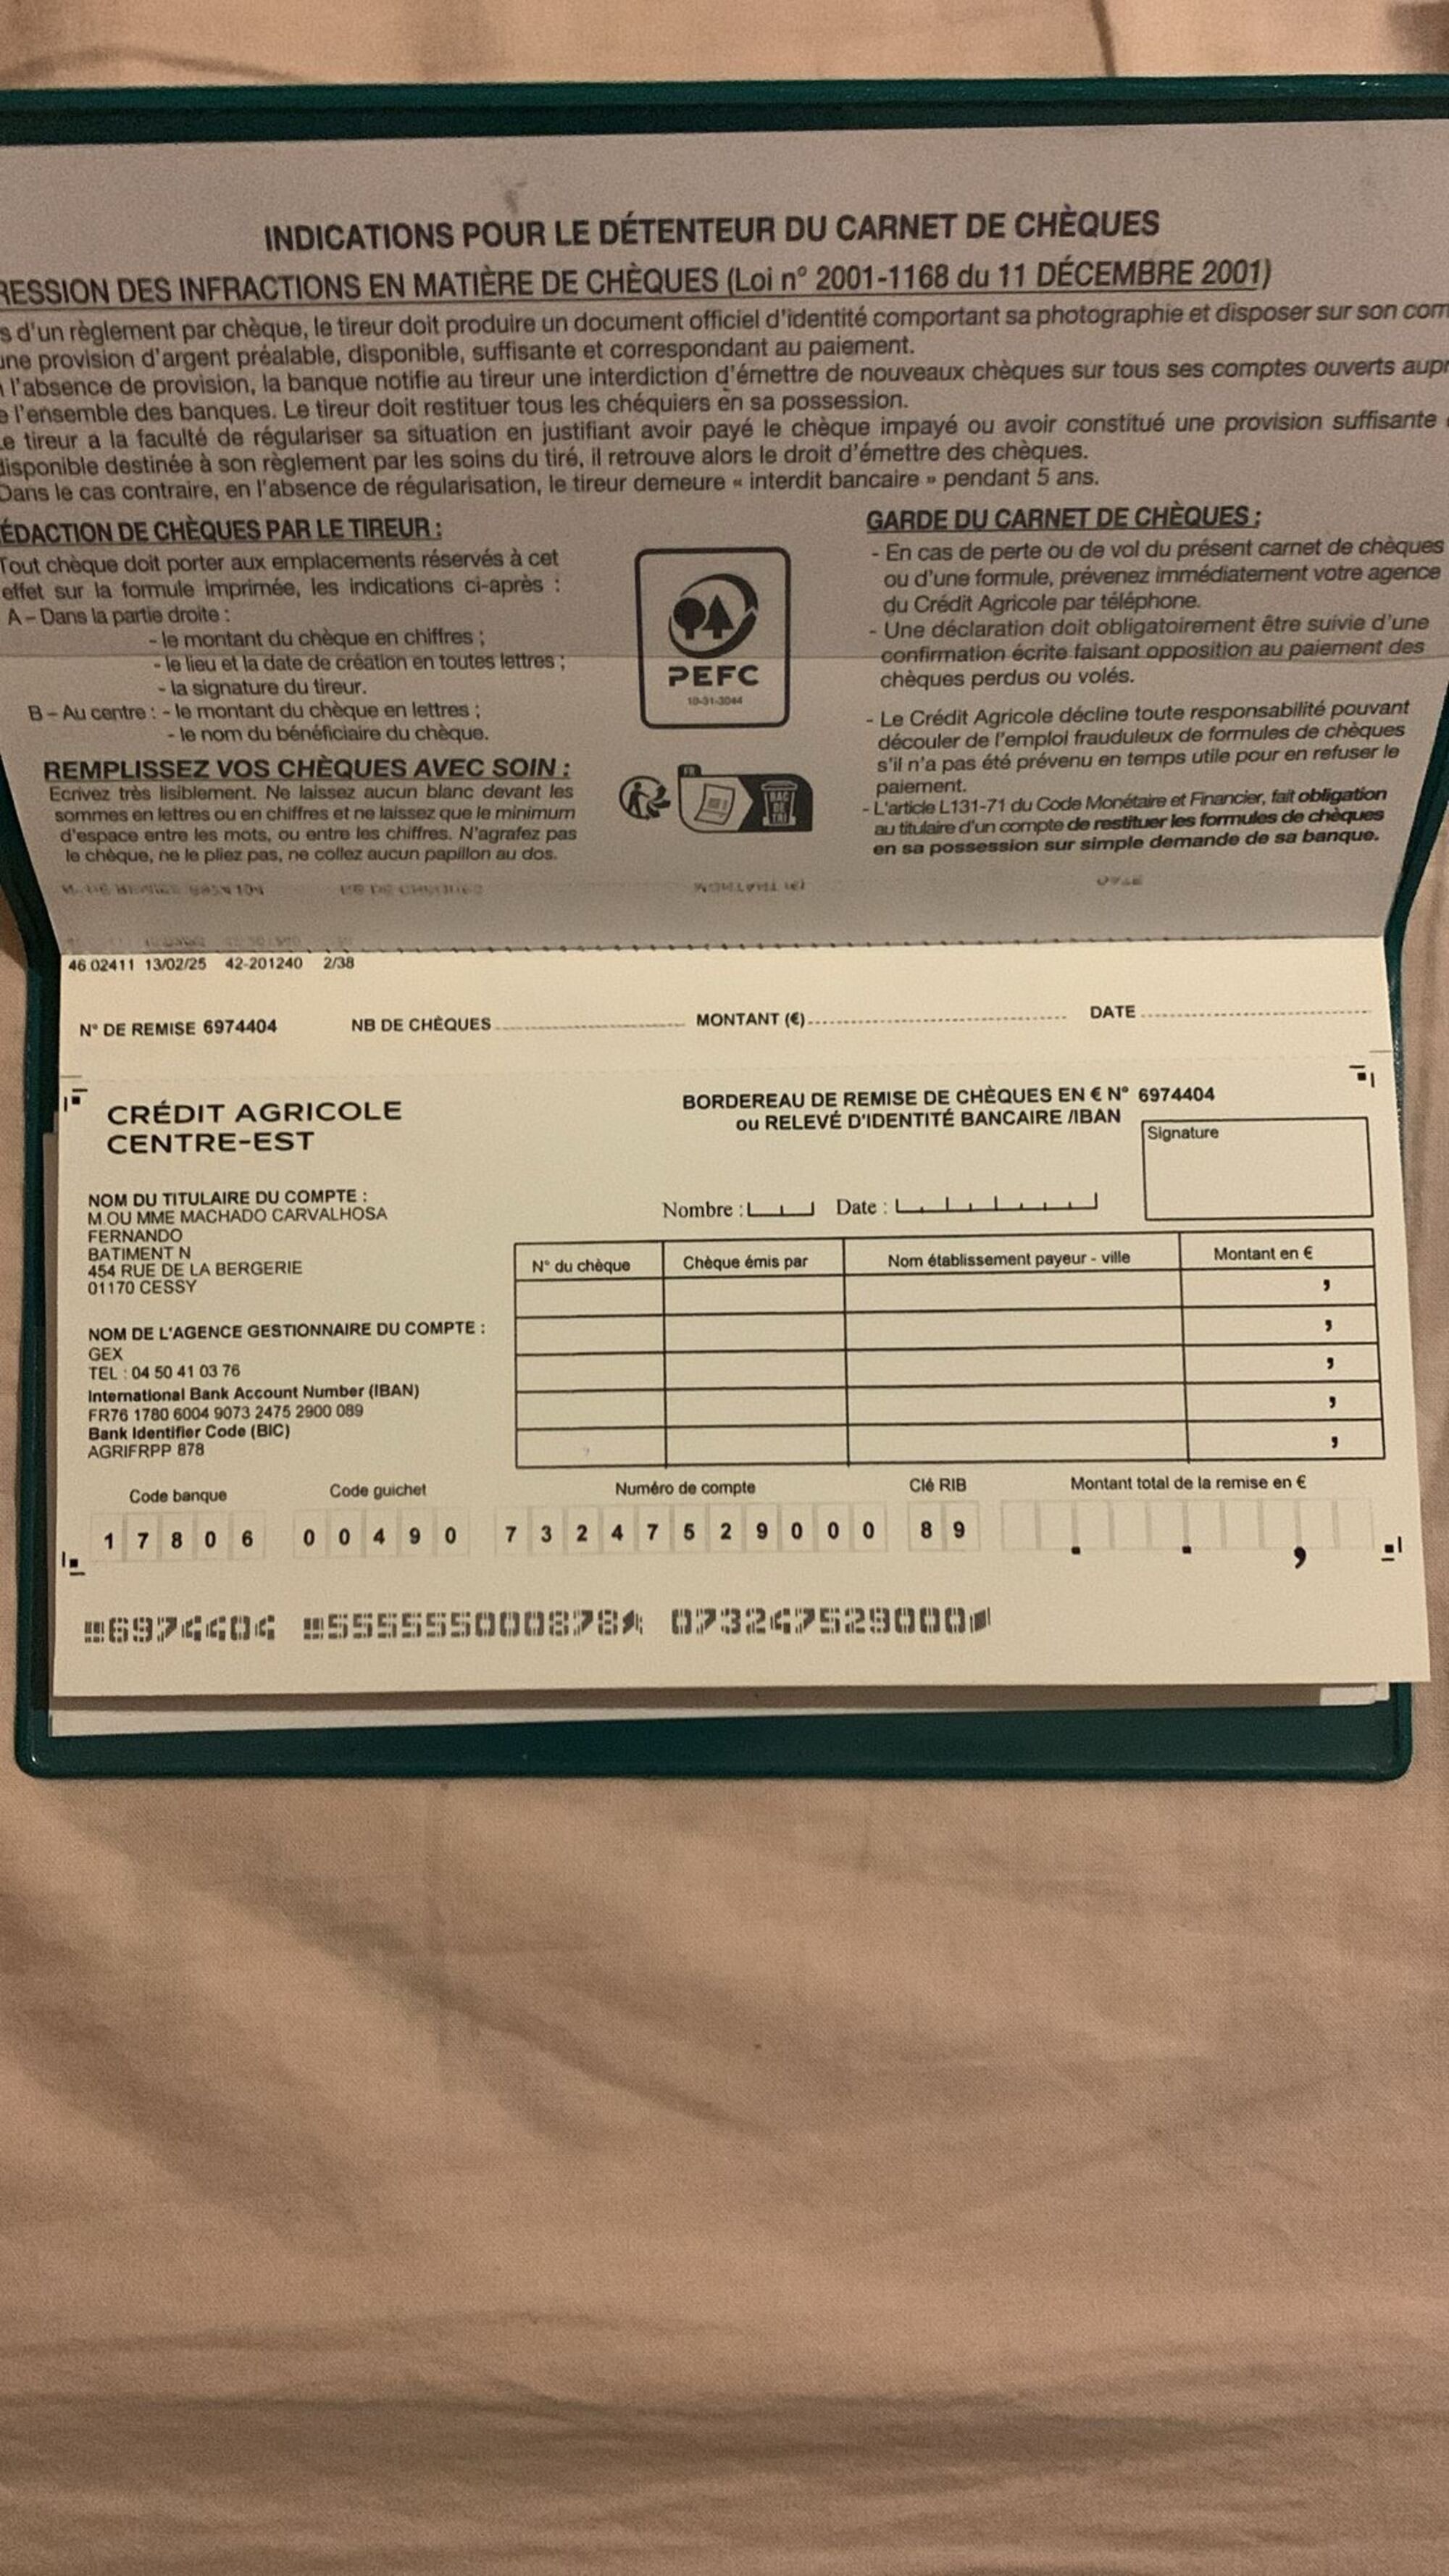 INDICATIONS POUR LE DÉTENTEUR DU CARNET DE CHÈQUES
RESSION DES INFRACTIONS EN MATIÈRE DE CHÈQUES (Loi n° 2001-1168 du 11 DÉCEMBRE 2001)
s d'un règlement par chèque, le tireur doit produire un document officiel d'identité comportant sa photographie et disposer sur son com
une provision d'argent préalable, disponible, suffisante et correspondant au paiement.
l'absence de provision, la banque notifie au tireur une interdiction d'émettre de nouveaux chèques sur tous ses comptes ouverts aupr
e l'ensemble des banques. Le tireur doit restituer tous les chéquiers en sa possession.
Le tireur a la faculté de régulariser sa situation en justifiant avoir payé le chèque impayé ou avoir constitué une provision suffisante
disponible destinée à son règlement par les soins du tiré, il retrouve alors le droit d'émettre des chèques.
Dans le cas contraire, en l'absence de régularisation, le tireur demeure « interdit bancaire » pendant 5 ans.
ÉDACTION DE CHÈQUES PAR LE TIREUR :
Tout chèque doit porter aux emplacements réservés à cet
effet sur la formule imprimée, les indications ci-après :
A – Dans la partie droite :
- le montant du chèque en chiffres ;
- le lieu et la date de création en toutes lettres ;
- la signature du tireur.
B – Au centre : - le montant du chèque en lettres ;
- le nom du bénéficiaire du chèque.
REMPLISSEZ VOS CHÈQUES AVEC SOIN :
Ecrivez très lisiblement. Ne laissez aucun blanc devant les
sommes en lettres ou en chiffres et ne laissez que le minimum
d'espace entre les mots, ou entre les chiffres. N'agrafez pas
le chèque, ne le pliez pas, ne collez aucun papillon au dos.
PEFC
10-31-3044
FR
BAC
DE
TRI
GARDE DU CARNET DE CHÈQUES :
- En cas de perte ou de vol du présent carnet de chèques
ou d'une formule, prévenez immédiatement votre agence
du Crédit Agricole par téléphone.
- Une déclaration doit obligatoirement être suivie d'une
confirmation écrite faisant opposition au paiement des
chèques perdus ou volés.
- Le Crédit Agricole décline toute responsabilité pouvant
découler de l'emploi frauduleux de formules de chèques
s'il n'a pas été prévenu en temps utile pour en refuser le
paiement.
- L'article L131-71 du Code Monétaire et Financier, fait obligation
au titulaire d'un compte de restituer les formules de chèques
en sa possession sur simple demande de sa banque.
46 02411 13/02/25 42-201240 2/38
N° DE REMISE 6974404 NB DE CHÈQUES MONTANT (€) DATE
CRÉDIT AGRICOLE
CENTRE-EST
BORDEREAU DE REMISE DE CHÈQUES EN € N° 6974404
ou RELEVÉ D'IDENTITÉ BANCAIRE /IBAN
Signature
NOM DU TITULAIRE DU COMPTE :
M OU MME MACHADO CARVALHOSA
FERNANDO
BATIMENT N
454 RUE DE LA BERGERIE
01170 CESSY
Nombre : Date :
N° du chèque Chèque émis par Nom établissement payeur - ville Montant en €
,
,
,
,
,
NOM DE L'AGENCE GESTIONNAIRE DU COMPTE :
GEX
TEL : 04 50 41 03 76
International Bank Account Number (IBAN)
FR76 1780 6004 9073 2475 2900 089
Bank Identifier Code (BIC)
AGRIFRPP 878
Code banque Code guichet Numéro de compte Clé RIB Montant total de la remise en €
1 7 8 0 6 0 0 4 9 0 7 3 2 4 7 5 2 9 0 0 0 8 9 . . ,
6974404 555555000878 073247529000